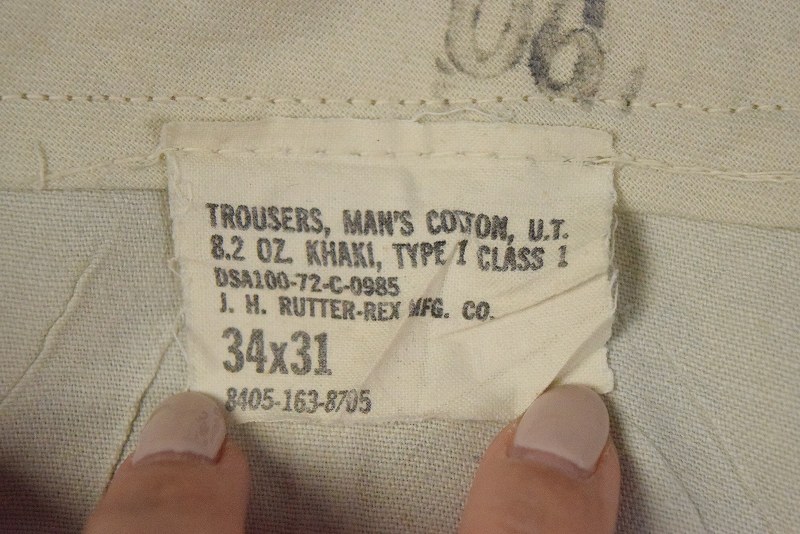 06
TROUSERS, MAN'S COTTON, U.T.
8.2 OZ. KHAKI, TYPE I CLASS 1
DSA100-72-C-0985
J. H. RUTTER-REX MFG. CO.
34x31
8405-163-8705